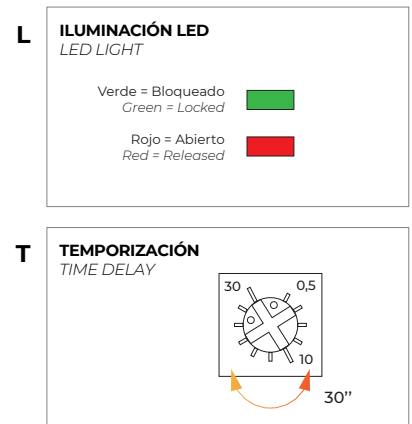 L
ILUMINACIÓN LED
LED LIGHT
Verde = Bloqueado
Green = Locked
Rojo = Abierto
Red = Released
T
TEMPORIZACIÓN
TIME DELAY
30
0,5
10
30’’